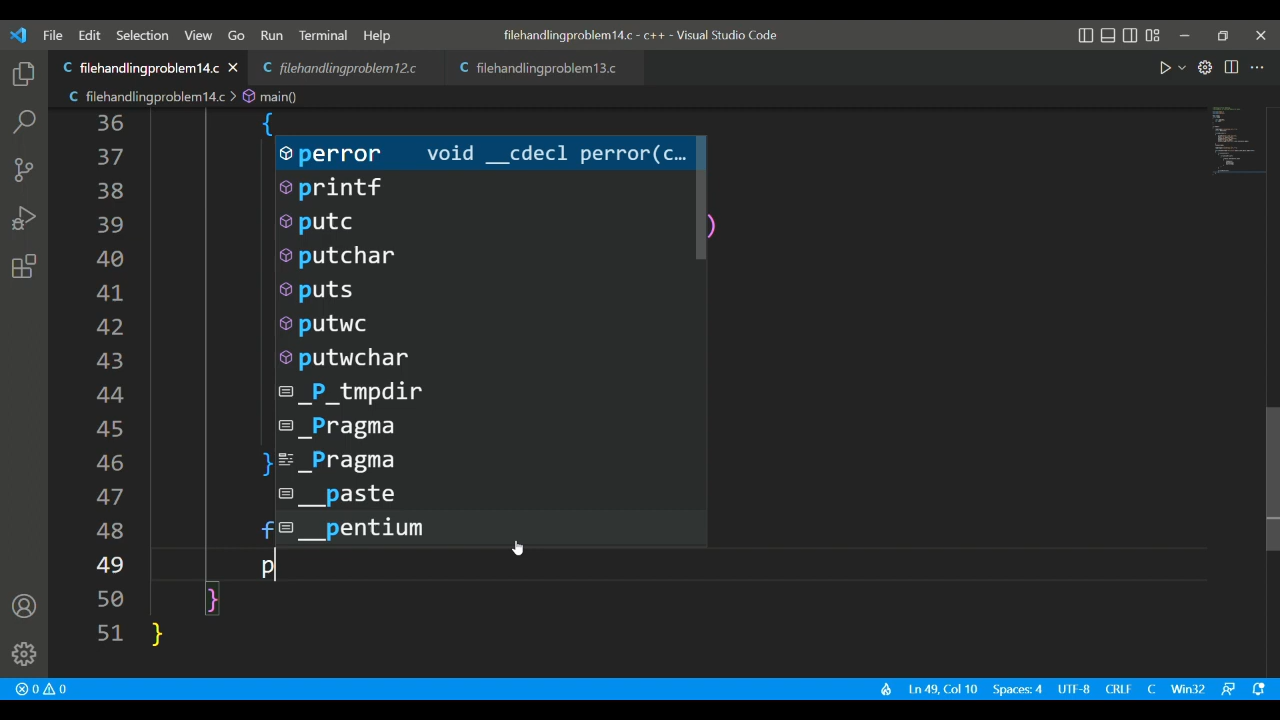 File Edit Selection View Go Run Terminal Help filehandlingproblem14.c - c++ - Visual Studio Code
C filehandlingproblem14.c C filehandlingproblem12.c C filehandlingproblem13.c
C filehandlingproblem14.c > main()
36 {
37 perror void __cdecl perror(c…
38 printf
39 putc )
40 putchar
41 puts
42 putwc
43 putwchar
44 _P_tmpdir
45 _Pragma
46 } _Pragma
47 __paste
48 f __pentium
49 p
50 }
51 }
0 0 Ln 49, Col 10 Spaces: 4 UTF-8 CRLF C Win32